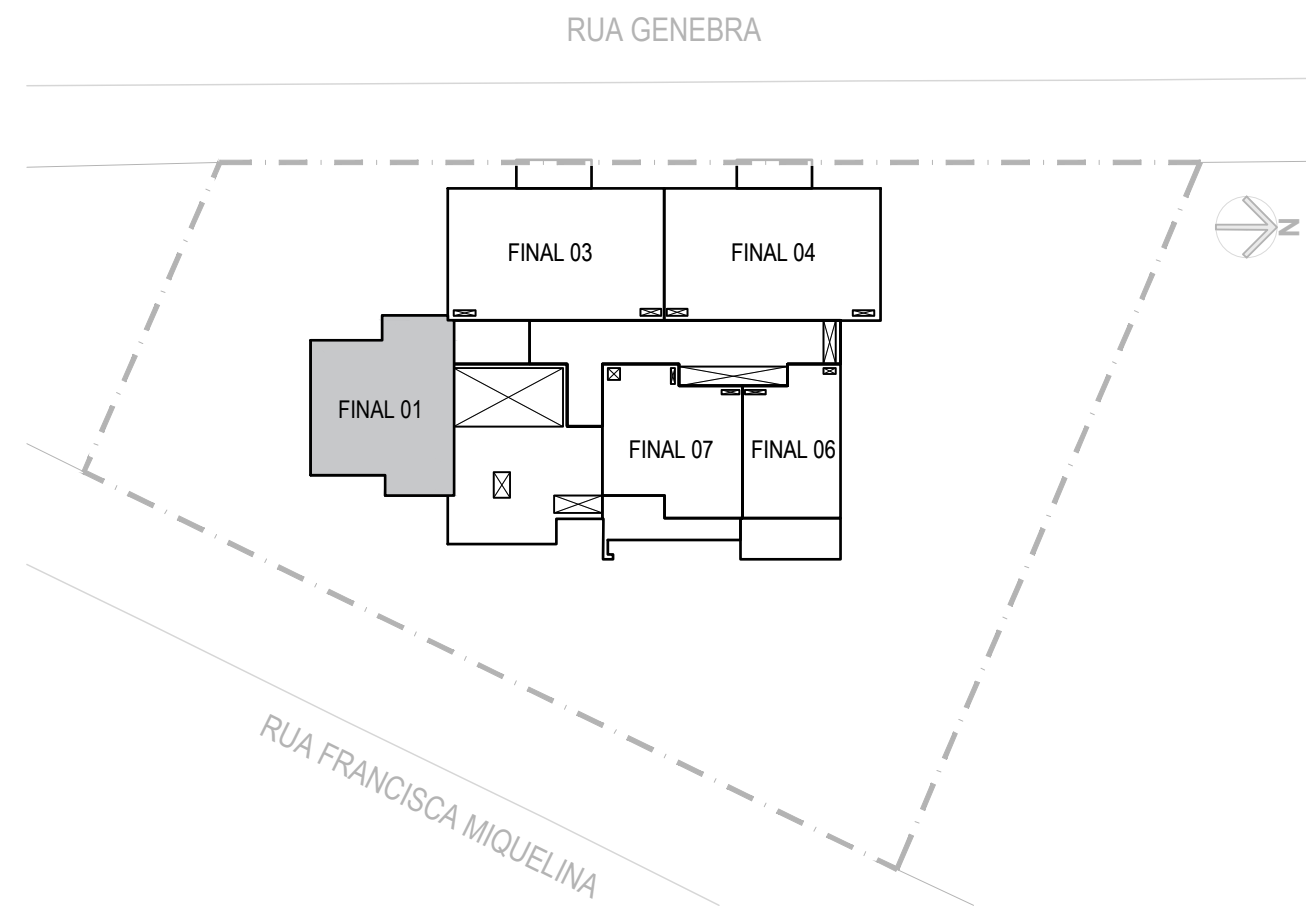 RUA GENEBRA
N
FINAL 03
FINAL 04
FINAL 01
FINAL 07
FINAL 06
RUA FRANCISCA MIQUELINA